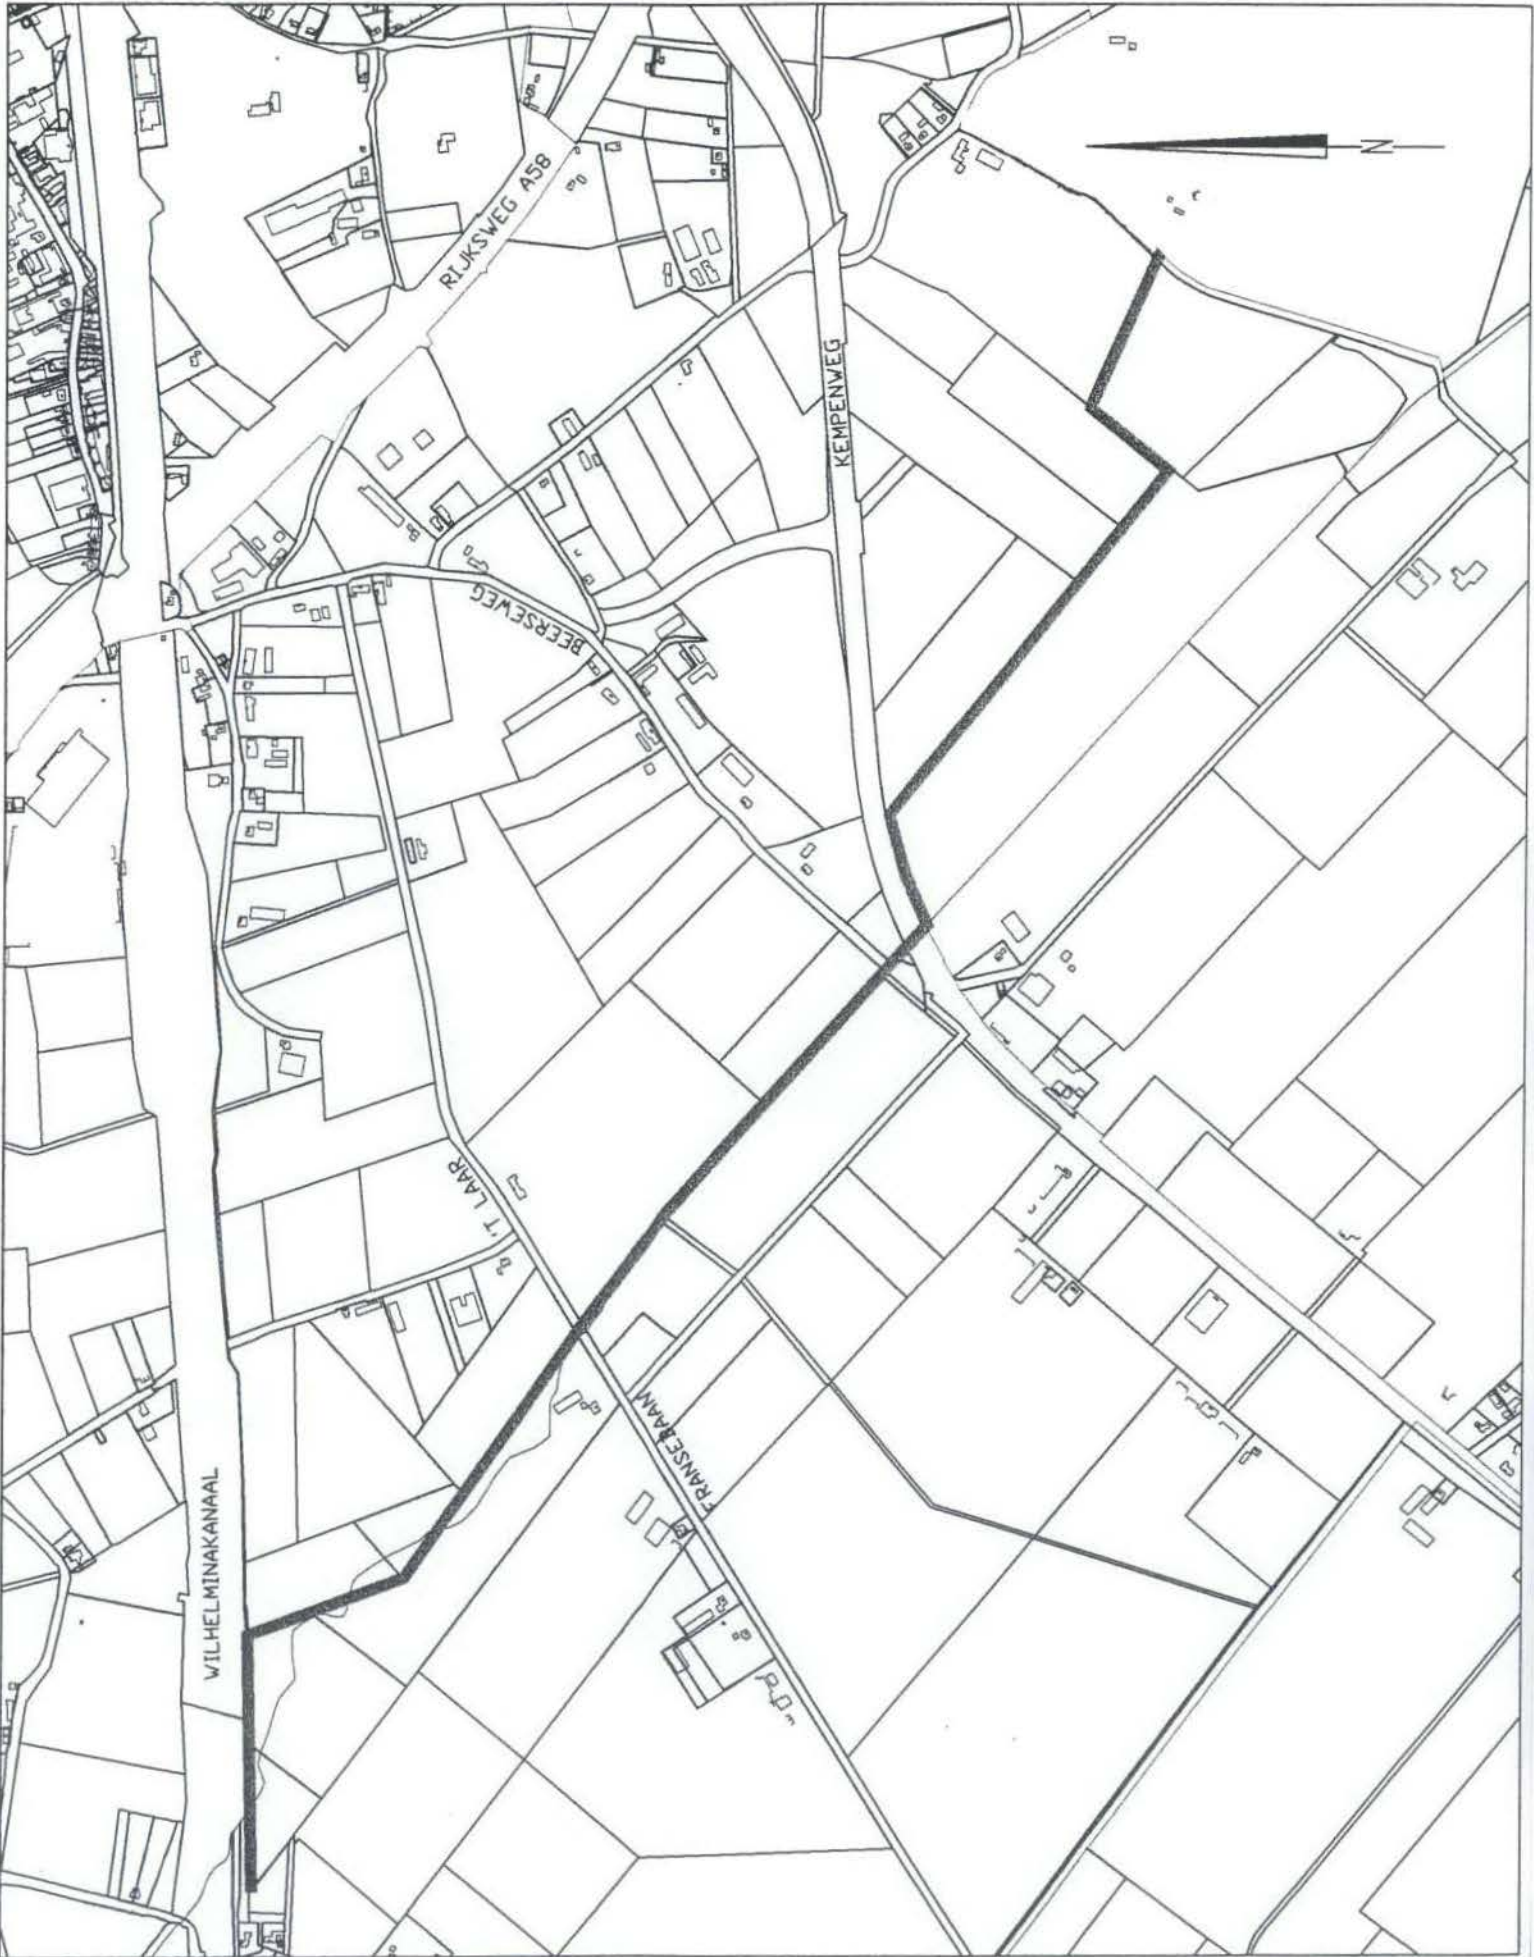 RIJKSWEG A58
N
KEMPENWEG
BEERSEWEG
'T LAAR
FRANSEBAAN
WILHELMINAKANAAL